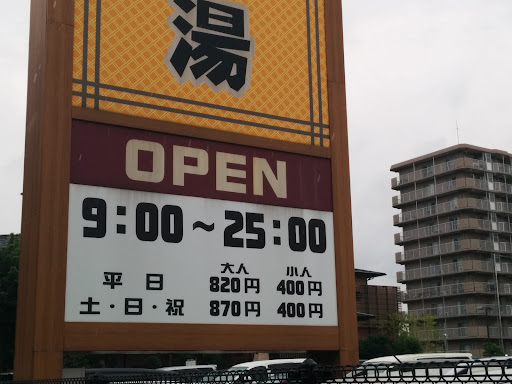 湯
OPEN
9:00～25:00
大人 小人
平日 820円 400円
土・日・祝 870円 400円